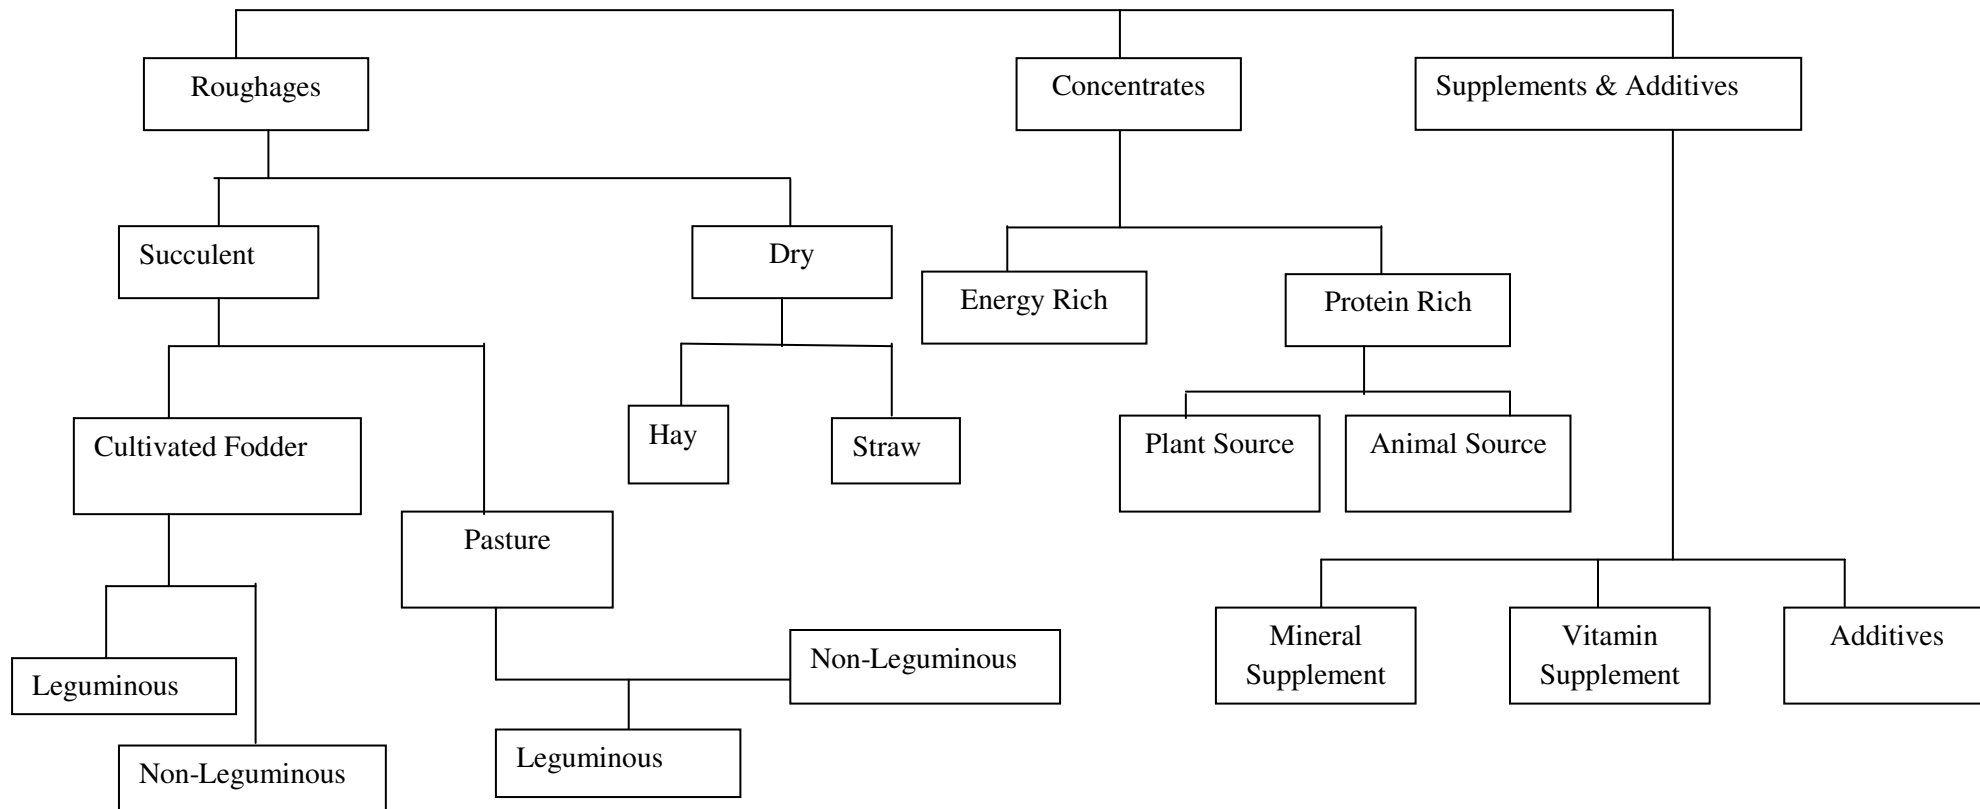 Roughages
Concentrates
Supplements & Additives
Succulent
Dry
Energy Rich
Protein Rich
Cultivated Fodder
Hay
Straw
Plant Source
Animal Source
Pasture
Leguminous
Non-Leguminous
Non-Leguminous
Leguminous
Mineral
Supplement
Vitamin
Supplement
Additives